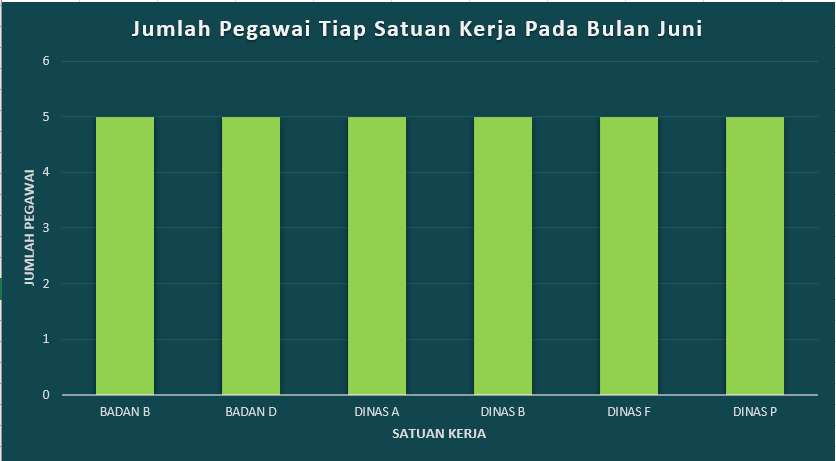 Jumlah Pegawai Tiap Satuan Kerja Pada Bulan Juni
6
5
4
3
2
1
0
JUMLAH PEGAWAI
BADAN B BADAN D DINAS A DINAS B DINAS F DINAS P
SATUAN KERJA